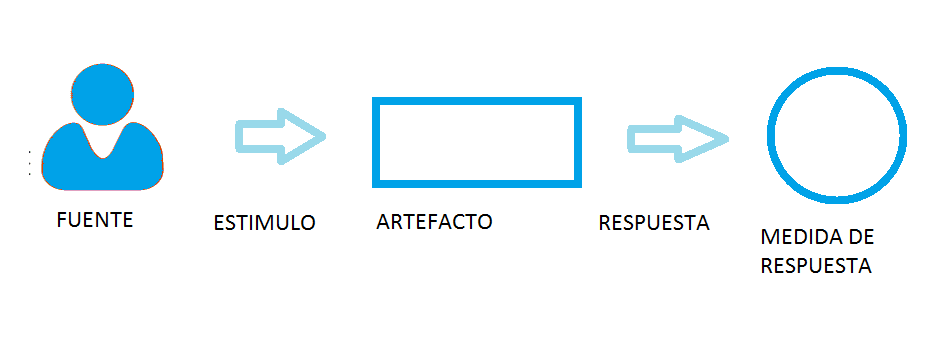 FUENTE
ESTIMULO
ARTEFACTO
RESPUESTA
MEDIDA DE
RESPUESTA